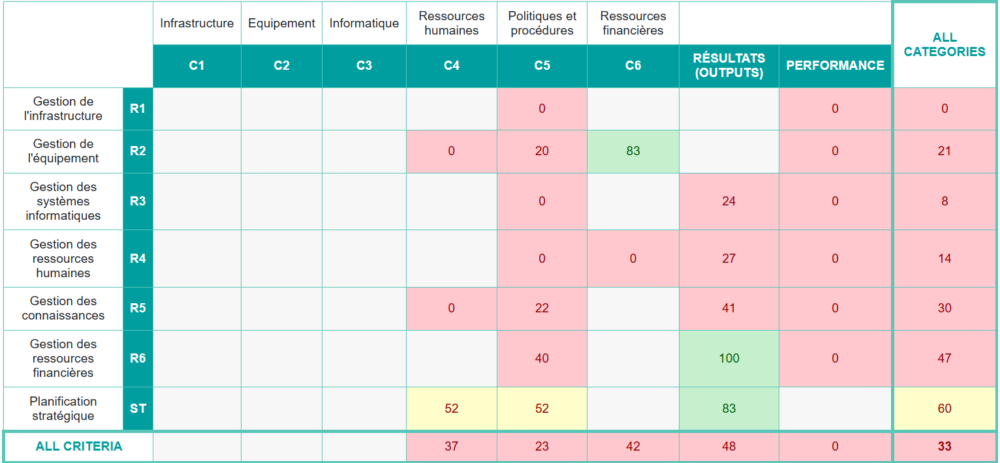 Infrastructure Equipement Informatique Ressources humaines Politiques et procédures Ressources financières ALL CATEGORIES
C1 C2 C3 C4 C5 C6 RÉSULTATS (OUTPUTS) PERFORMANCE
Gestion de l'infrastructure R1 0 0 0
Gestion de l'équipement R2 0 20 83 0 21
Gestion des systèmes informatiques R3 0 24 0 8
Gestion des ressources humaines R4 0 0 27 0 14
Gestion des connaissances R5 0 22 41 0 30
Gestion des ressources financières R6 40 100 0 47
Planification stratégique ST 52 52 83 60
ALL CRITERIA 37 23 42 48 0 33